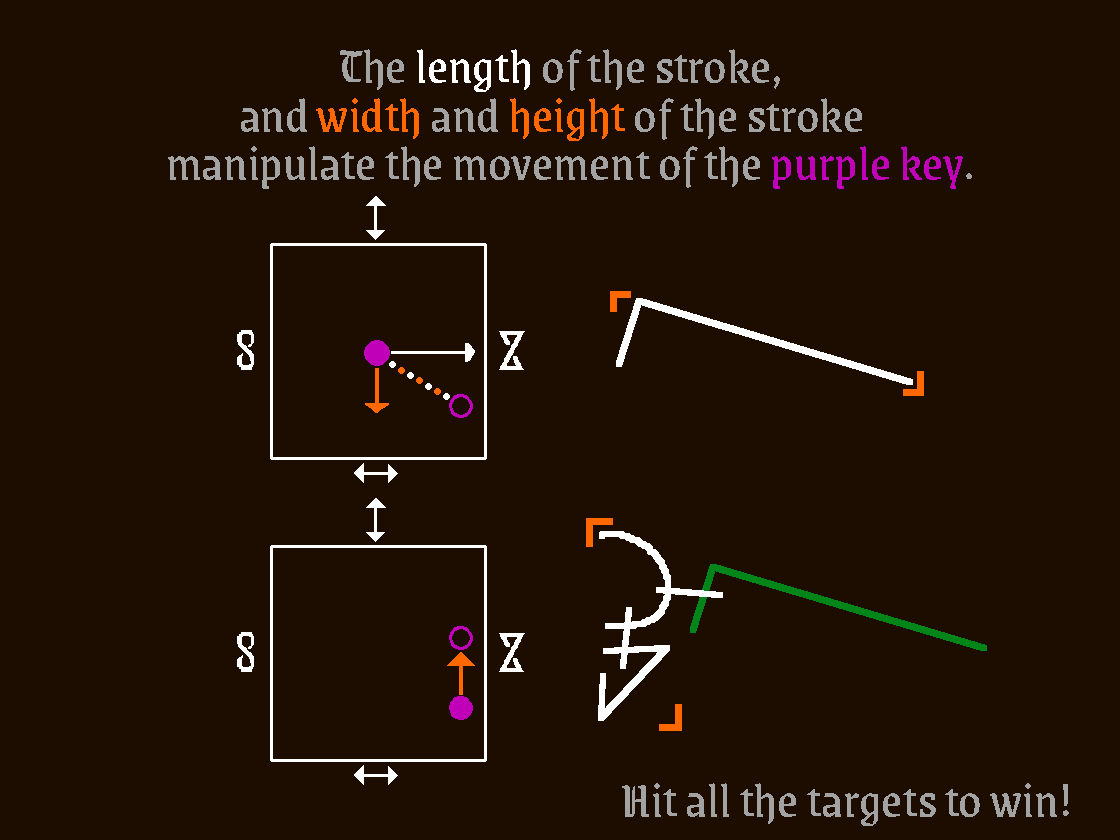 The length of the stroke,
and width and height of the stroke
manipulate the movement of the purple key.
Hit all the targets to win!